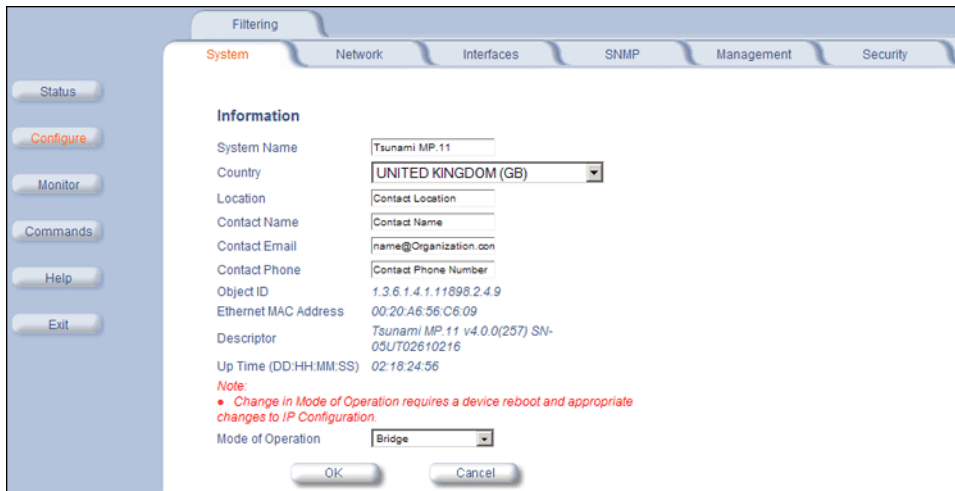 Filtering
System Network Interfaces SNMP Management Security
Status
Configure
Monitor
Commands
Help
Exit
Information
System Name Tsunami MP.11
Country UNITED KINGDOM (GB)
Location Contact Location
Contact Name Contact Name
Contact Email name@Organization.com
Contact Phone Contact Phone Number
Object ID 1.3.6.1.4.1.11898.2.4.9
Ethernet MAC Address 00:20:A6:56:C6:09
Descriptor Tsunami MP.11 v4.0.0(257) SN-
05UT02610216
Up Time (DD:HH:MM:SS) 02:18:24:56
Note:
• Change in Mode of Operation requires a device reboot and appropriate
changes to IP Configuration.
Mode of Operation Bridge
OK Cancel